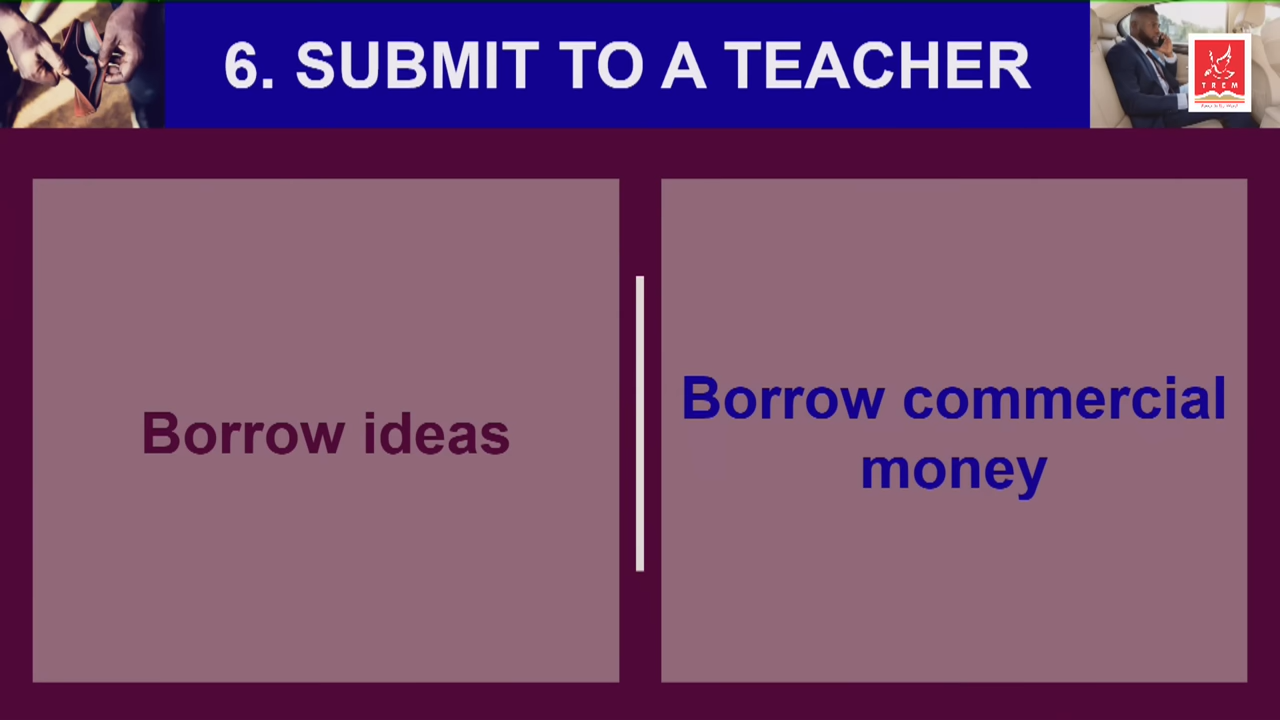 6. SUBMIT TO A TEACHER
TREM
Borrow ideas
Borrow commercial
money